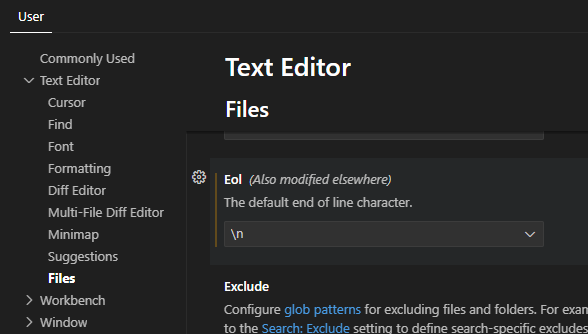 User
Commonly Used
Text Editor
Cursor
Find
Font
Formatting
Diff Editor
Multi-File Diff Editor
Minimap
Suggestions
Files
Workbench
Window
Text Editor
Files
Eol (Also modified elsewhere)
The default end of line character.
\n
Exclude
Configure glob patterns for excluding files and folders. For exam
to the Search: Exclude setting to define search-specific excludes